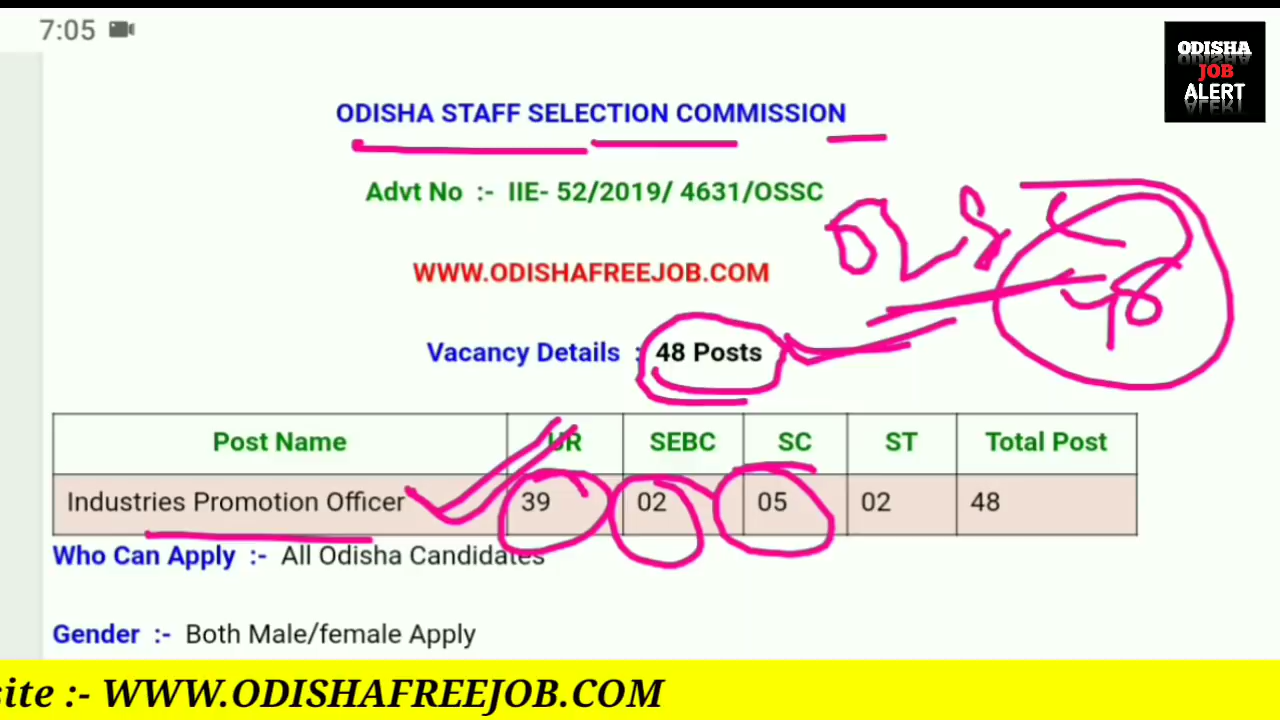 7:05
ODISHA
JOB
ALERT
ODISHA STAFF SELECTION COMMISSION
Advt No :- IIE- 52/2019/ 4631/OSSC
WWW.ODISHAFREEJOB.COM
48
Vacancy Details : 48 Posts
Post Name UR SEBC SC ST Total Post
Industries Promotion Officer 39 02 05 02 48
Who Can Apply :- All Odisha Candidates
Gender :- Both Male/female Apply
site :- WWW.ODISHAFREEJOB.COM